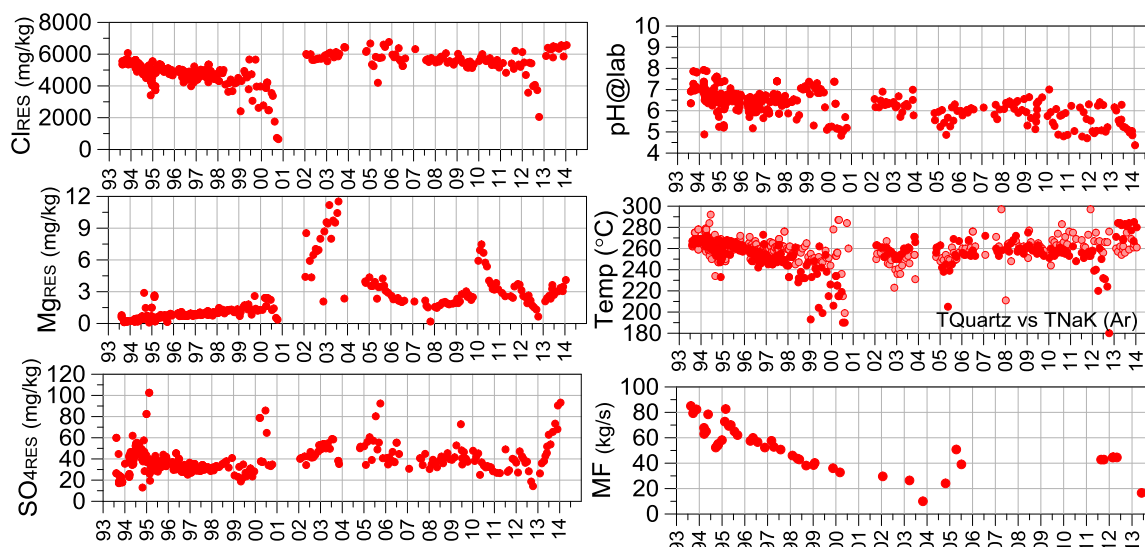 ClRES (mg/kg)
8000
6000
4000
2000
0
93 94 95 96 97 98 99 00 01 02 03 04 05 06 07 08 09 10 11 12 13 14
pH@lab
10
9
8
7
6
5
4
93 94 95 96 97 98 99 00 01 02 03 04 05 06 07 08 09 10 11 12 13 14
MgRES (mg/kg)
12
9
6
3
0
93 94 95 96 97 98 99 00 01 02 03 04 05 06 07 08 09 10 11 12 13 14
Temp (°C)
300
280
260
240
220
200
180
TQuartz vs TNaK (Ar)
93 94 95 96 97 98 99 00 01 02 03 04 05 06 07 08 09 10 11 12 13 14
SO4RES (mg/kg)
120
100
80
60
40
20
0
93 94 95 96 97 98 99 00 01 02 03 04 05 06 07 08 09 10 11 12 13 14
MF (kg/s)
100
80
60
40
20
0
93 94 95 96 97 98 99 00 01 02 03 04 05 06 07 08 09 10 11 12 13